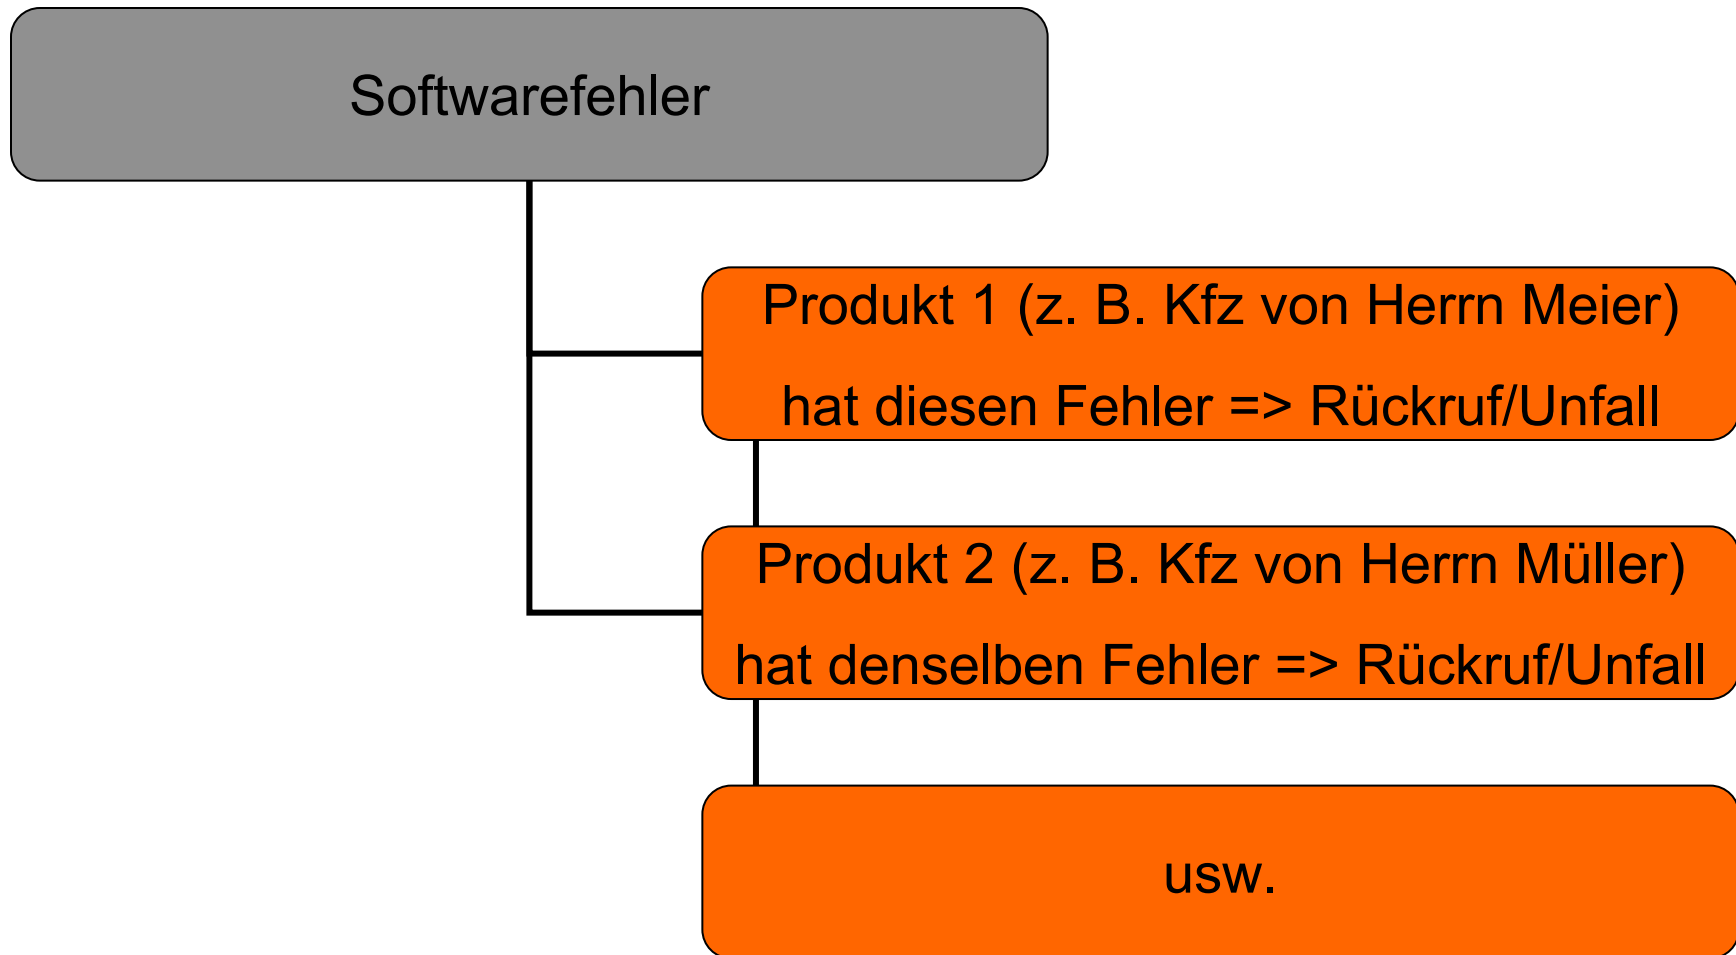 Softwarefehler
Produkt 1 (z. B. Kfz von Herrn Meier)
hat diesen Fehler => Rückruf/Unfall
Produkt 2 (z. B. Kfz von Herrn Müller)
hat denselben Fehler => Rückruf/Unfall
usw.